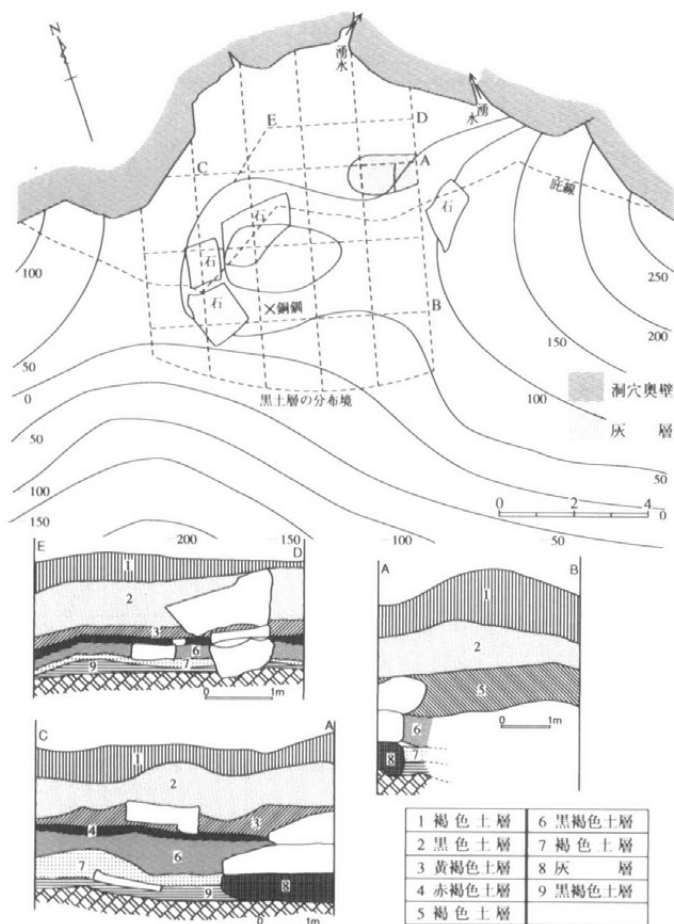 N
湧水
湧水
D
E
A
C
石
石
石
石
庇線
×銅鐲
B
100
50
0
50
100
150
250
200
150
100
50
0
50
100
200
150
黒土層の分布境
洞穴奥壁
灰 層
0 2 4
E D
1
2
3
6
7
9
0 1m
A B
1
2
5
6
7
8
0 1m
C A
1
2
3
4
6
7
8
9
0 1m
1 褐色土層
2 黒色土層
3 黄褐色土層
4 赤褐色土層
5 褐色土層
6 黒褐色土層
7 褐色土層
8 灰 層
9 黒褐色土層